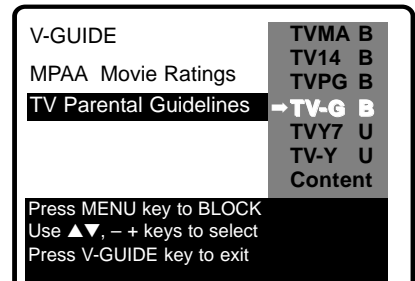 V-GUIDE
MPAA Movie Ratings
TV Parental Guidelines
TVMA B
TV14 B
TVPG B
➡TV-G B
TVY7 U
TV-Y U
Content
Press MENU key to BLOCK
Use ▲▼, – + keys to select
Press V-GUIDE key to exit